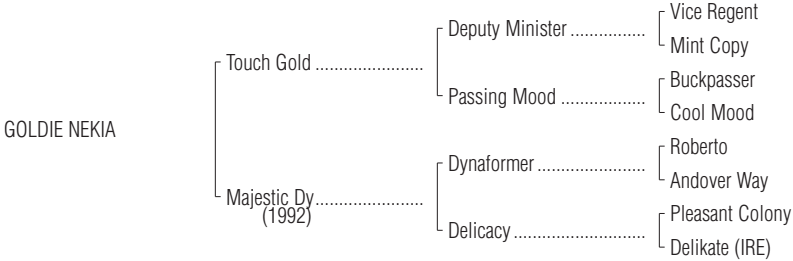 Vice Regent
Deputy Minister ................
Mint Copy
Touch Gold .......................
Buckpasser
Passing Mood ..................
Cool Mood
GOLDIE NEKIA
Roberto
Dynaformer .......................
Andover Way
Majestic Dy.......................
(1992)
Pleasant Colony
Delicacy ............................
Delikate (IRE)